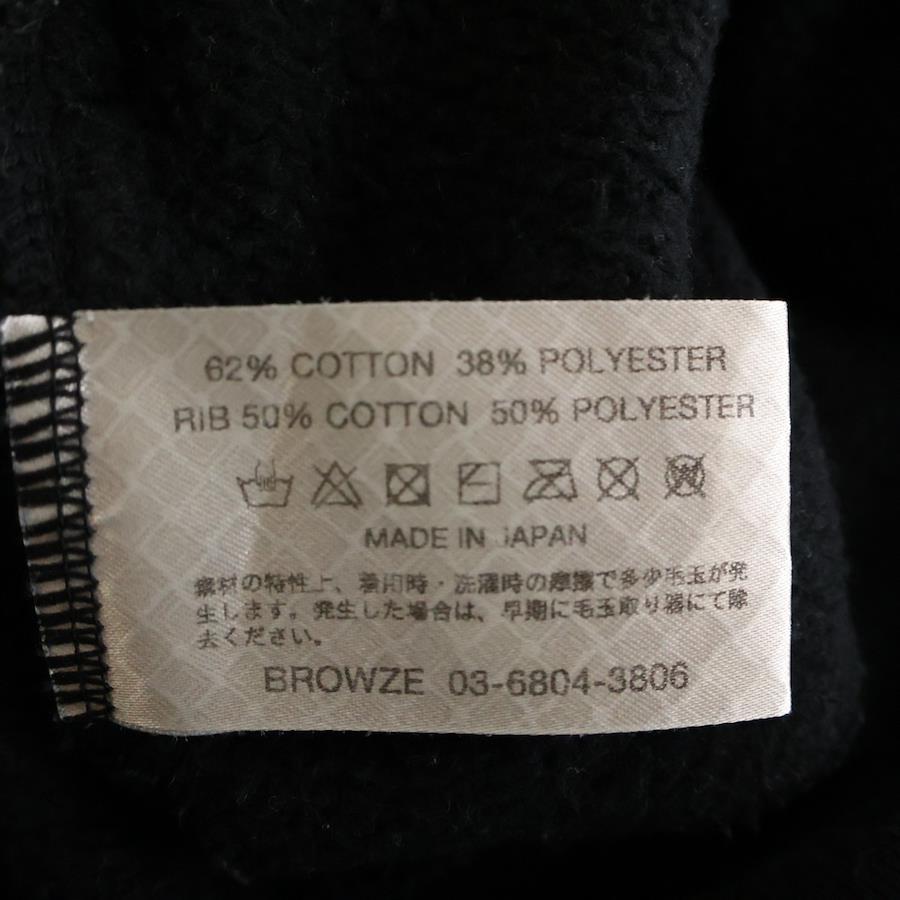 62% COTTON 38% POLYESTER
RIB 50% COTTON 50% POLYESTER
MADE IN JAPAN
素材の特性上、着用時・洗濯時の摩擦で多少毛玉が発
生します。発生した場合は、早期に毛玉取り器にて除
去ください。
BROWZE 03-6804-3806